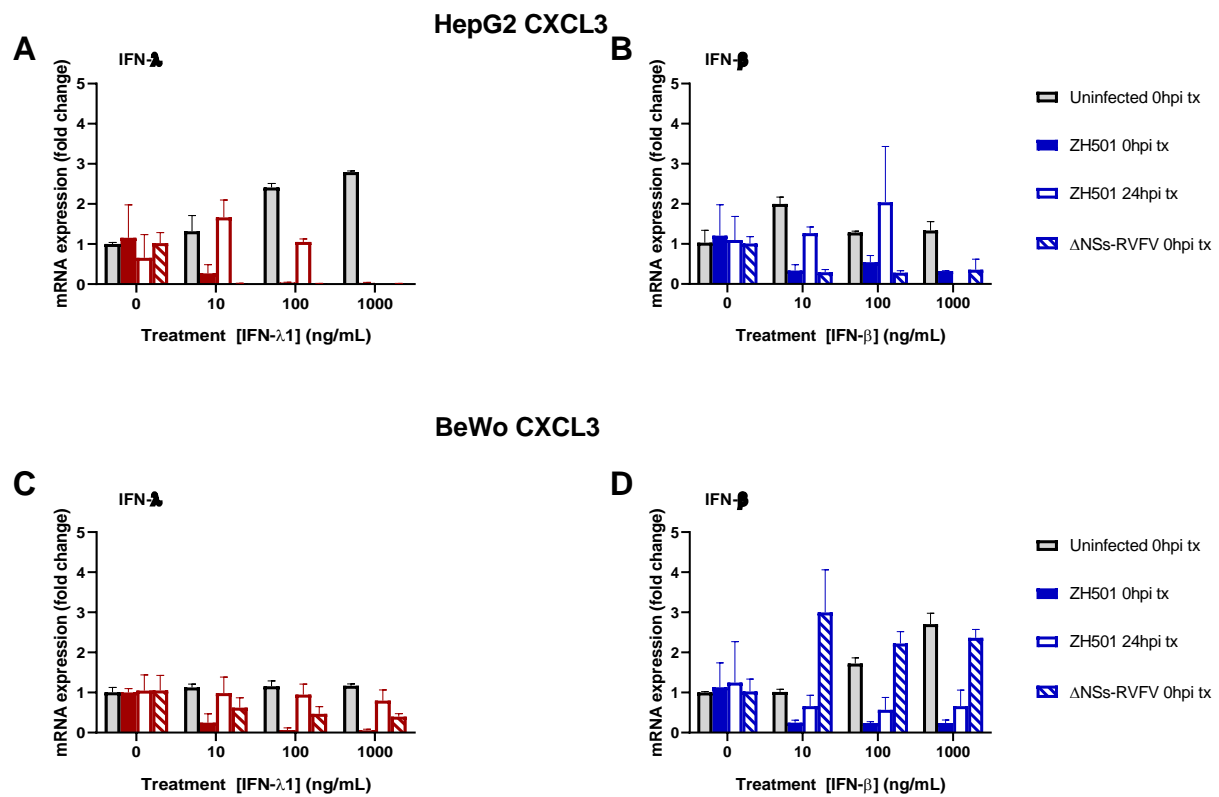 HepG2 CXCL3
A
IFN-λ
mRNA expression (fold change)
5
4
3
2
1
0
0 10 100 1000
Treatment [IFN-λ1] (ng/mL)
B
IFN-β
mRNA expression (fold change)
5
4
3
2
1
0
0 10 100 1000
Treatment [IFN-β] (ng/mL)
Uninfected 0hpi tx
ZH501 0hpi tx
ZH501 24hpi tx
ΔNSs-RVFV 0hpi tx
BeWo CXCL3
C
IFN-λ
mRNA expression (fold change)
5
4
3
2
1
0
0 10 100 1000
Treatment [IFN-λ1] (ng/mL)
D
IFN-β
mRNA expression (fold change)
5
4
3
2
1
0
0 10 100 1000
Treatment [IFN-β] (ng/mL)
Uninfected 0hpi tx
ZH501 0hpi tx
ZH501 24hpi tx
ΔNSs-RVFV 0hpi tx